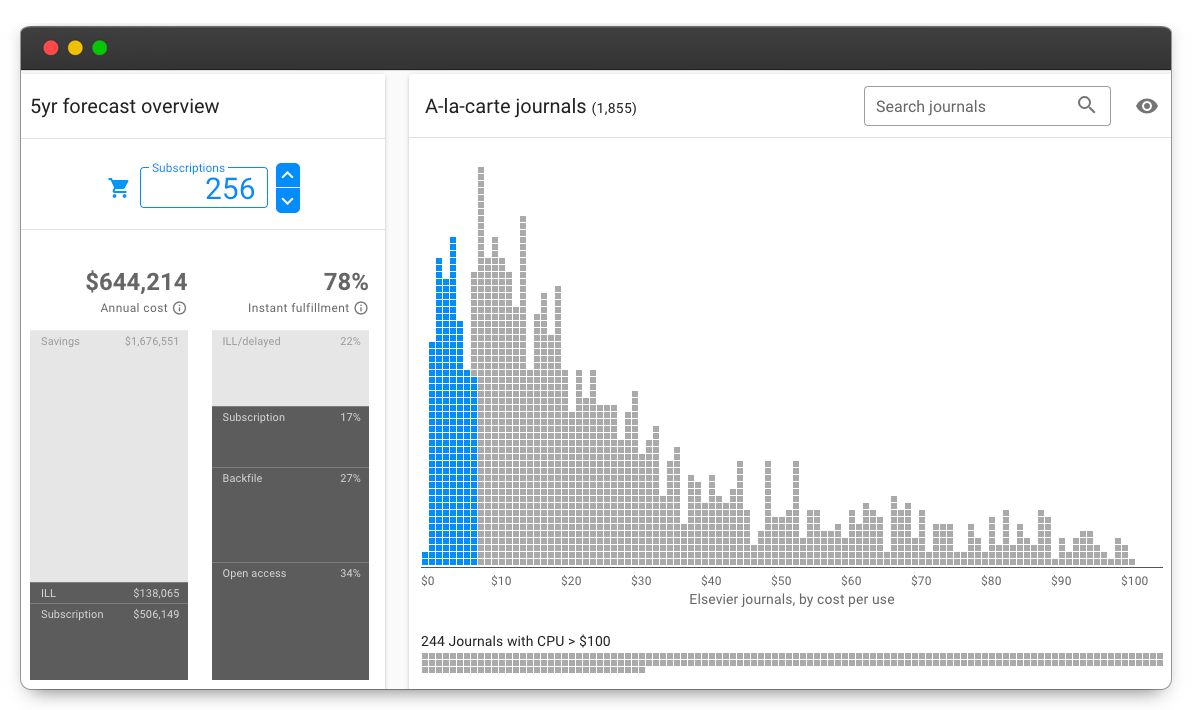 5yr forecast overview
Subscriptions
256
$644,214
Annual cost
78%
Instant fulfillment
Savings $1,676,551
ILL $138,065
Subscription $506,149
ILL/delayed 22%
Subscription 17%
Backfile 27%
Open access 34%
A-la-carte journals (1,855)
Search journals
$0 $10 $20 $30 $40 $50 $60 $70 $80 $90 $100
Elsevier journals, by cost per use
244 Journals with CPU > $100